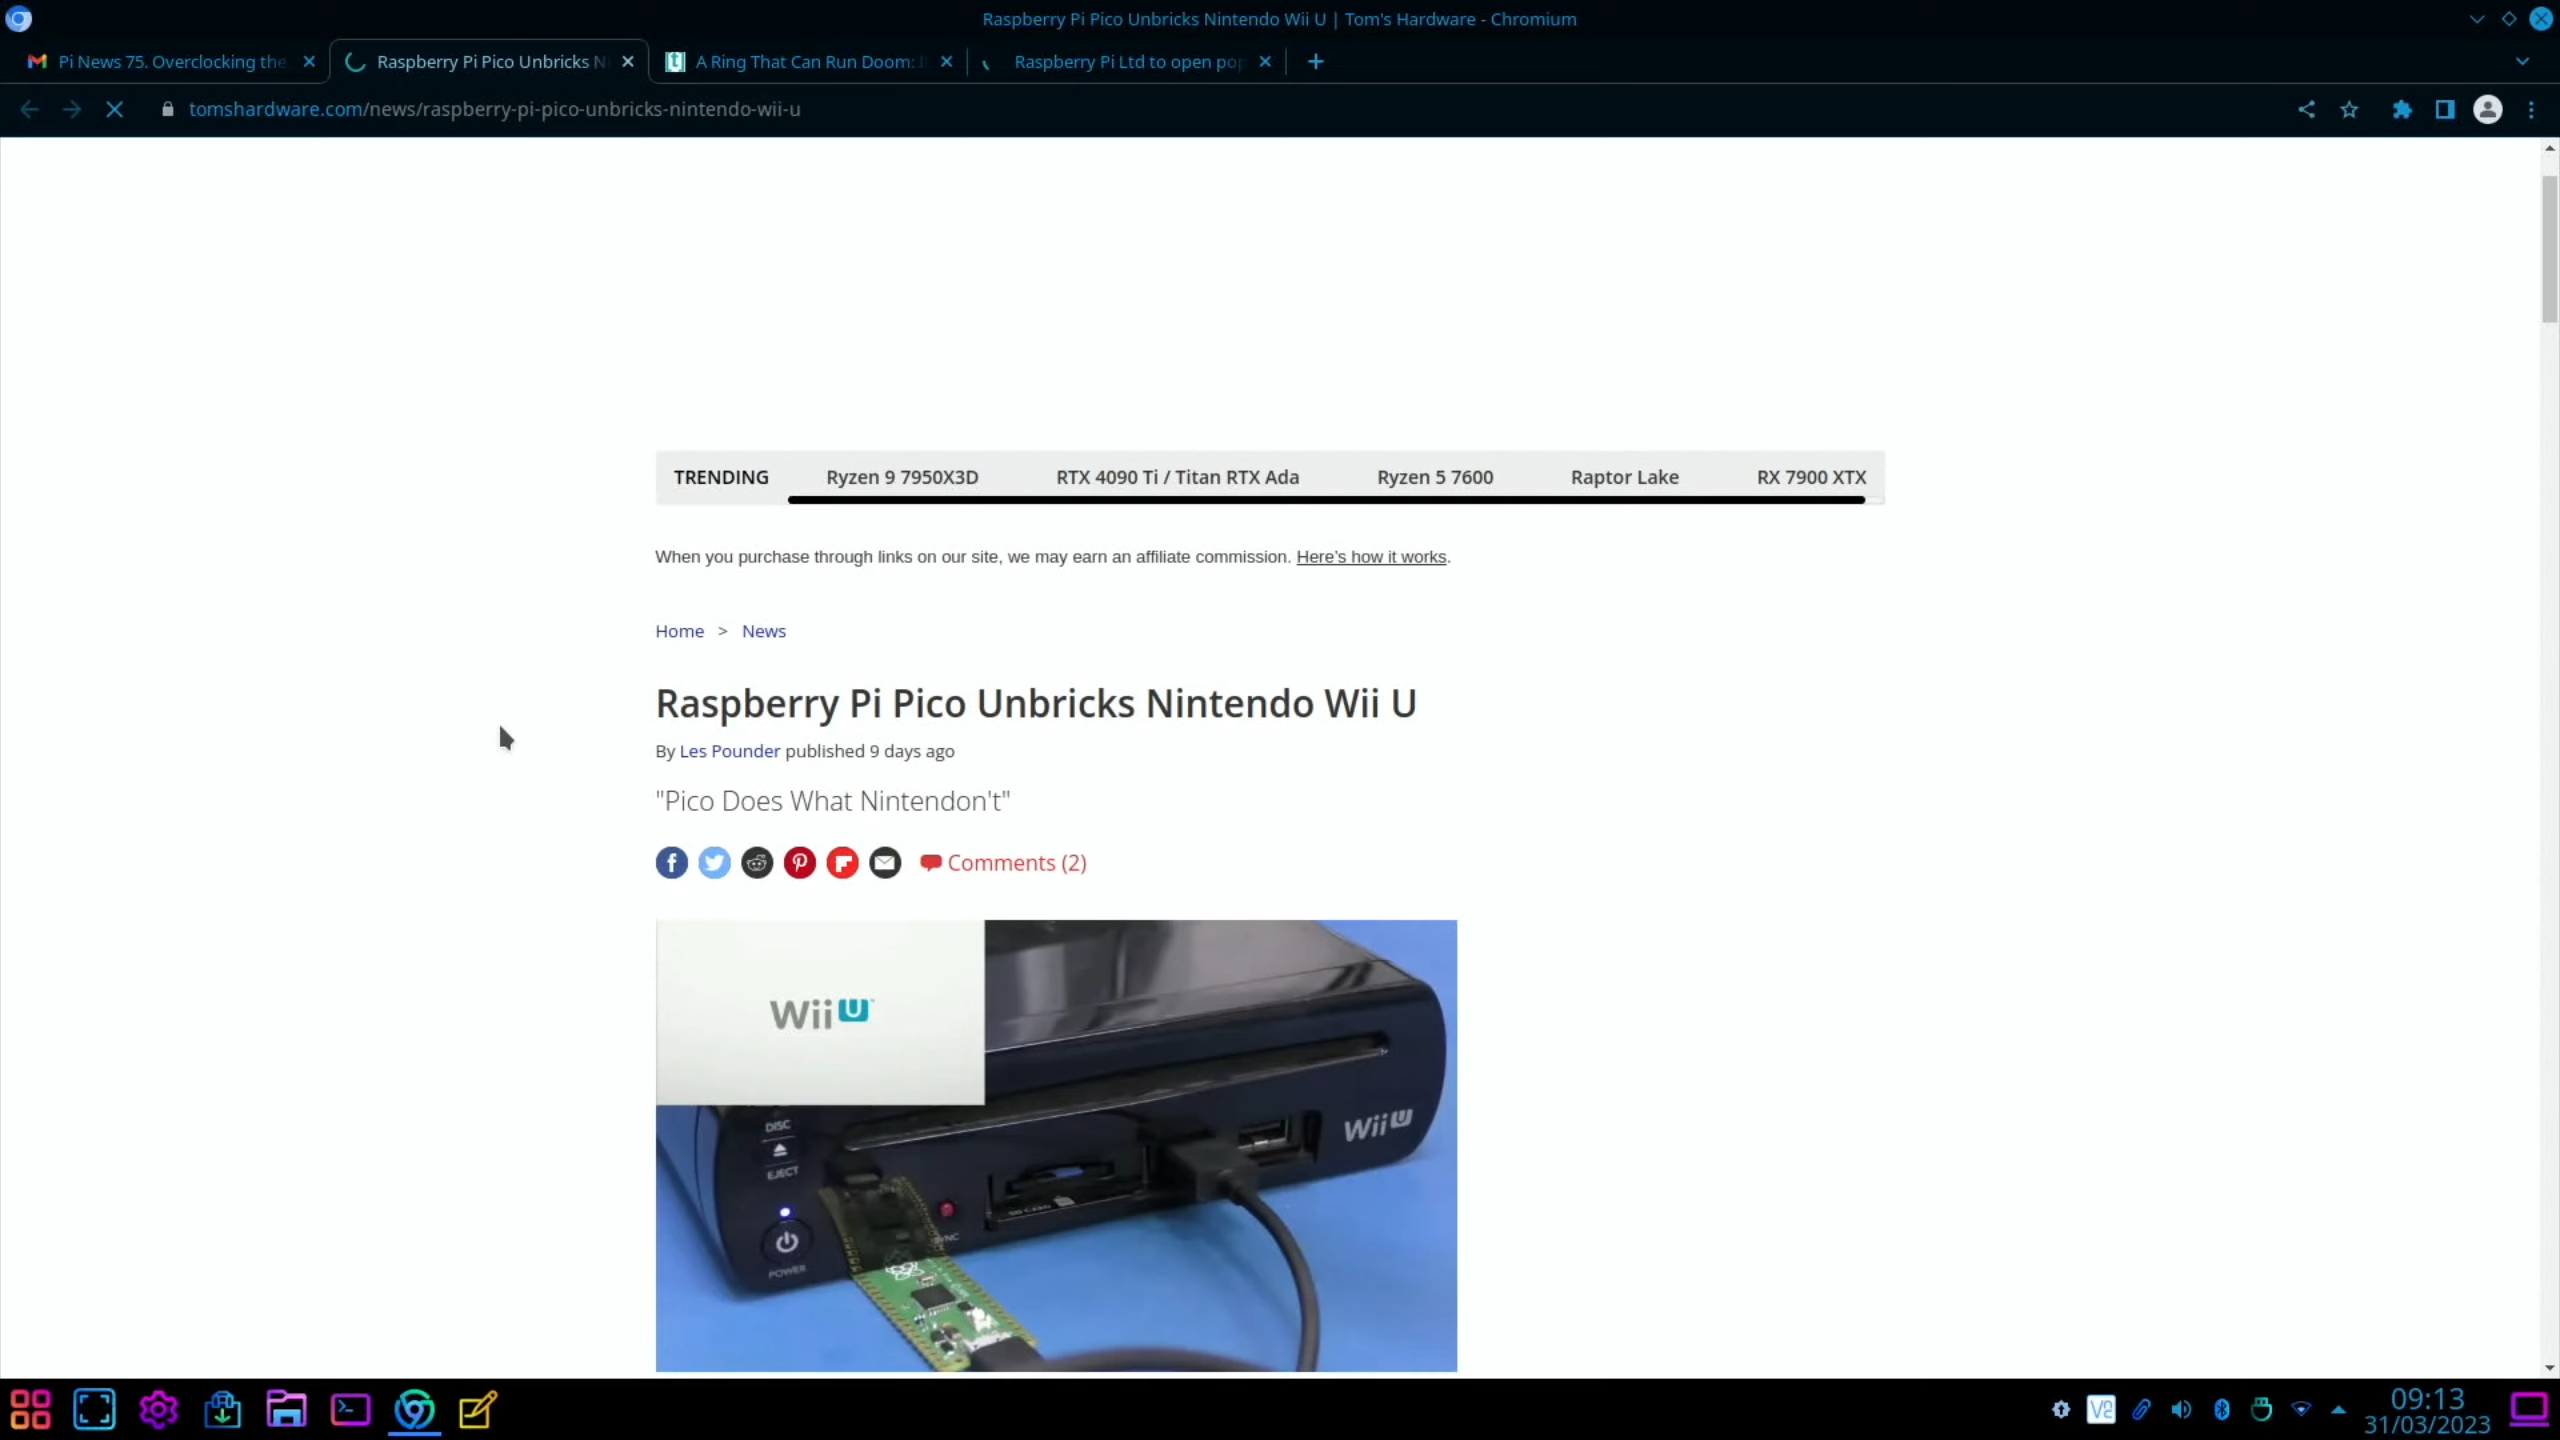 Raspberry Pi Pico Unbricks Nintendo Wii U | Tom's Hardware - Chromium
Pi News 75. Overclocking the
Raspberry Pi Pico Unbricks N
A Ring That Can Run Doom:
Raspberry Pi Ltd to open pop
tomshardware.com/news/raspberry-pi-pico-unbricks-nintendo-wii-u
TRENDING Ryzen 9 7950X3D RTX 4090 Ti / Titan RTX Ada Ryzen 5 7600 Raptor Lake RX 7900 XTX
When you purchase through links on our site, we may earn an affiliate commission. Here's how it works.
Home > News
Raspberry Pi Pico Unbricks Nintendo Wii U
By Les Pounder published 9 days ago
"Pico Does What Nintendon't"
Comments (2)
Wii U
DISC
EJECT
Wii U
POWER
09:13
31/03/2023